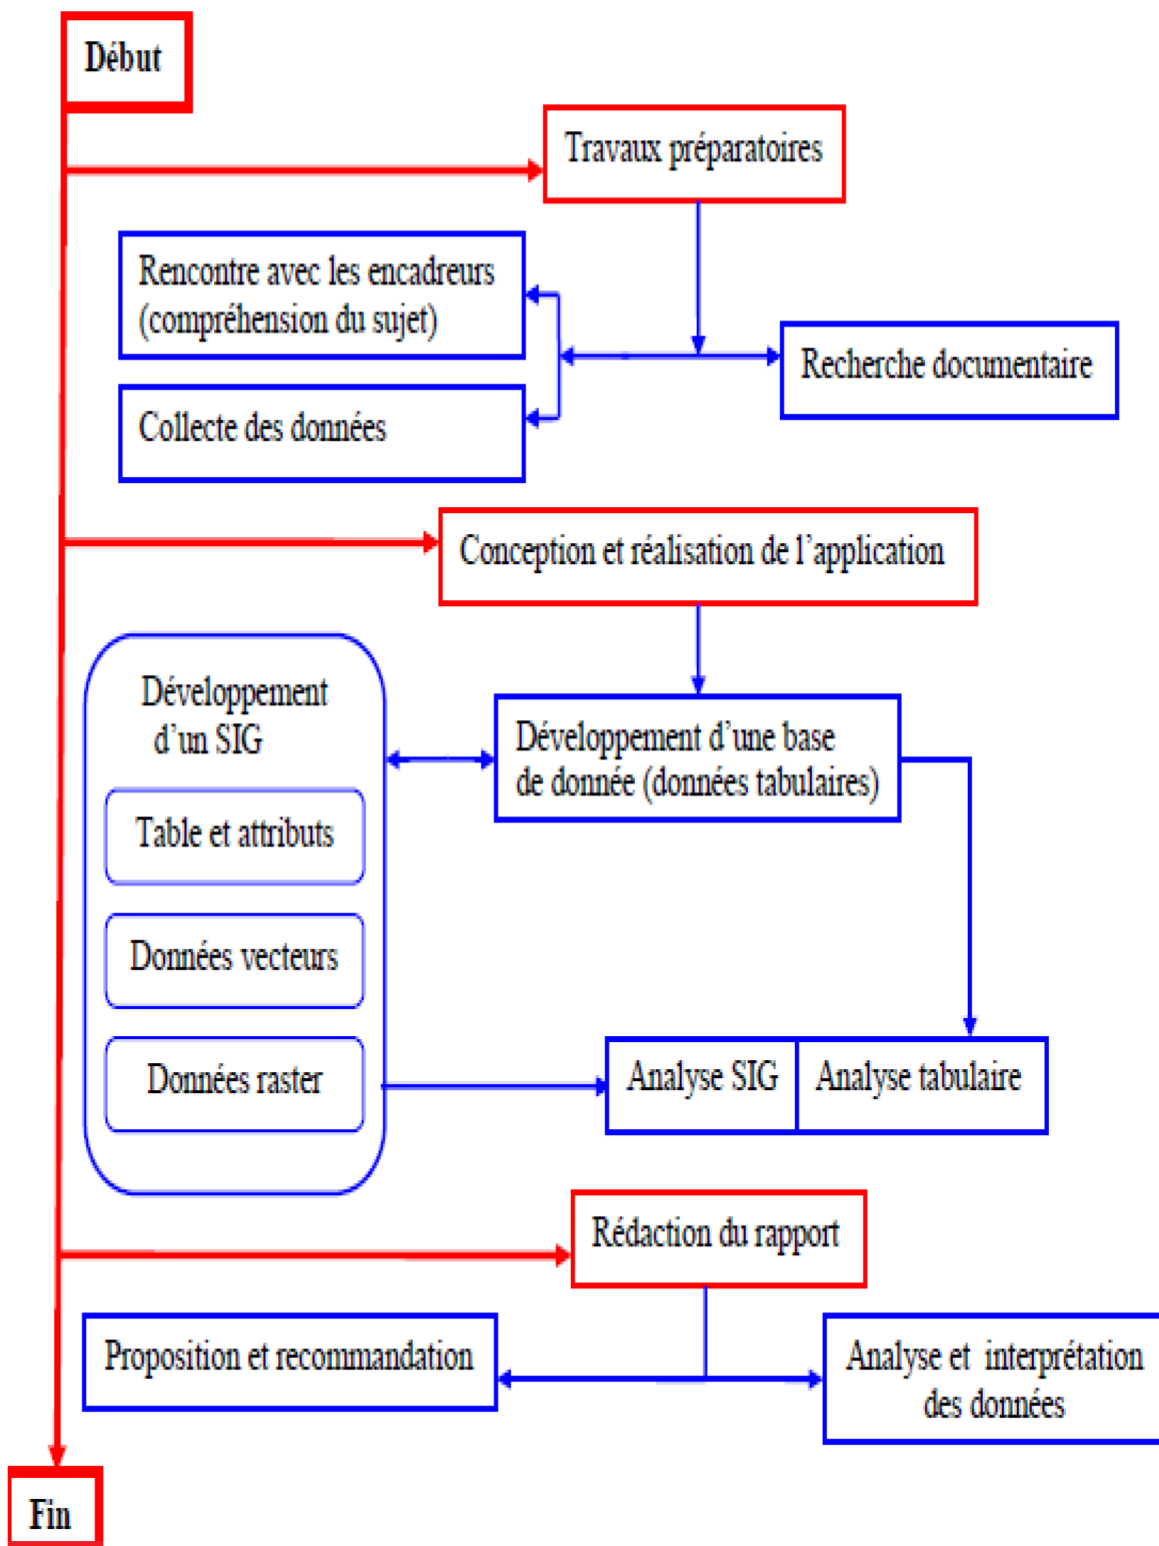 Début
Travaux préparatoires
Rencontre avec les encadreurs
(compréhension du sujet)
Recherche documentaire
Collecte des données
Conception et réalisation de l’application
Développement
d’un SIG
Développement d’une base
de donnée (données tabulaires)
Table et attributs
Données vecteurs
Données raster
Analyse SIG
Analyse tabulaire
Rédaction du rapport
Proposition et recommandation
Analyse et interprétation
des données
Fin